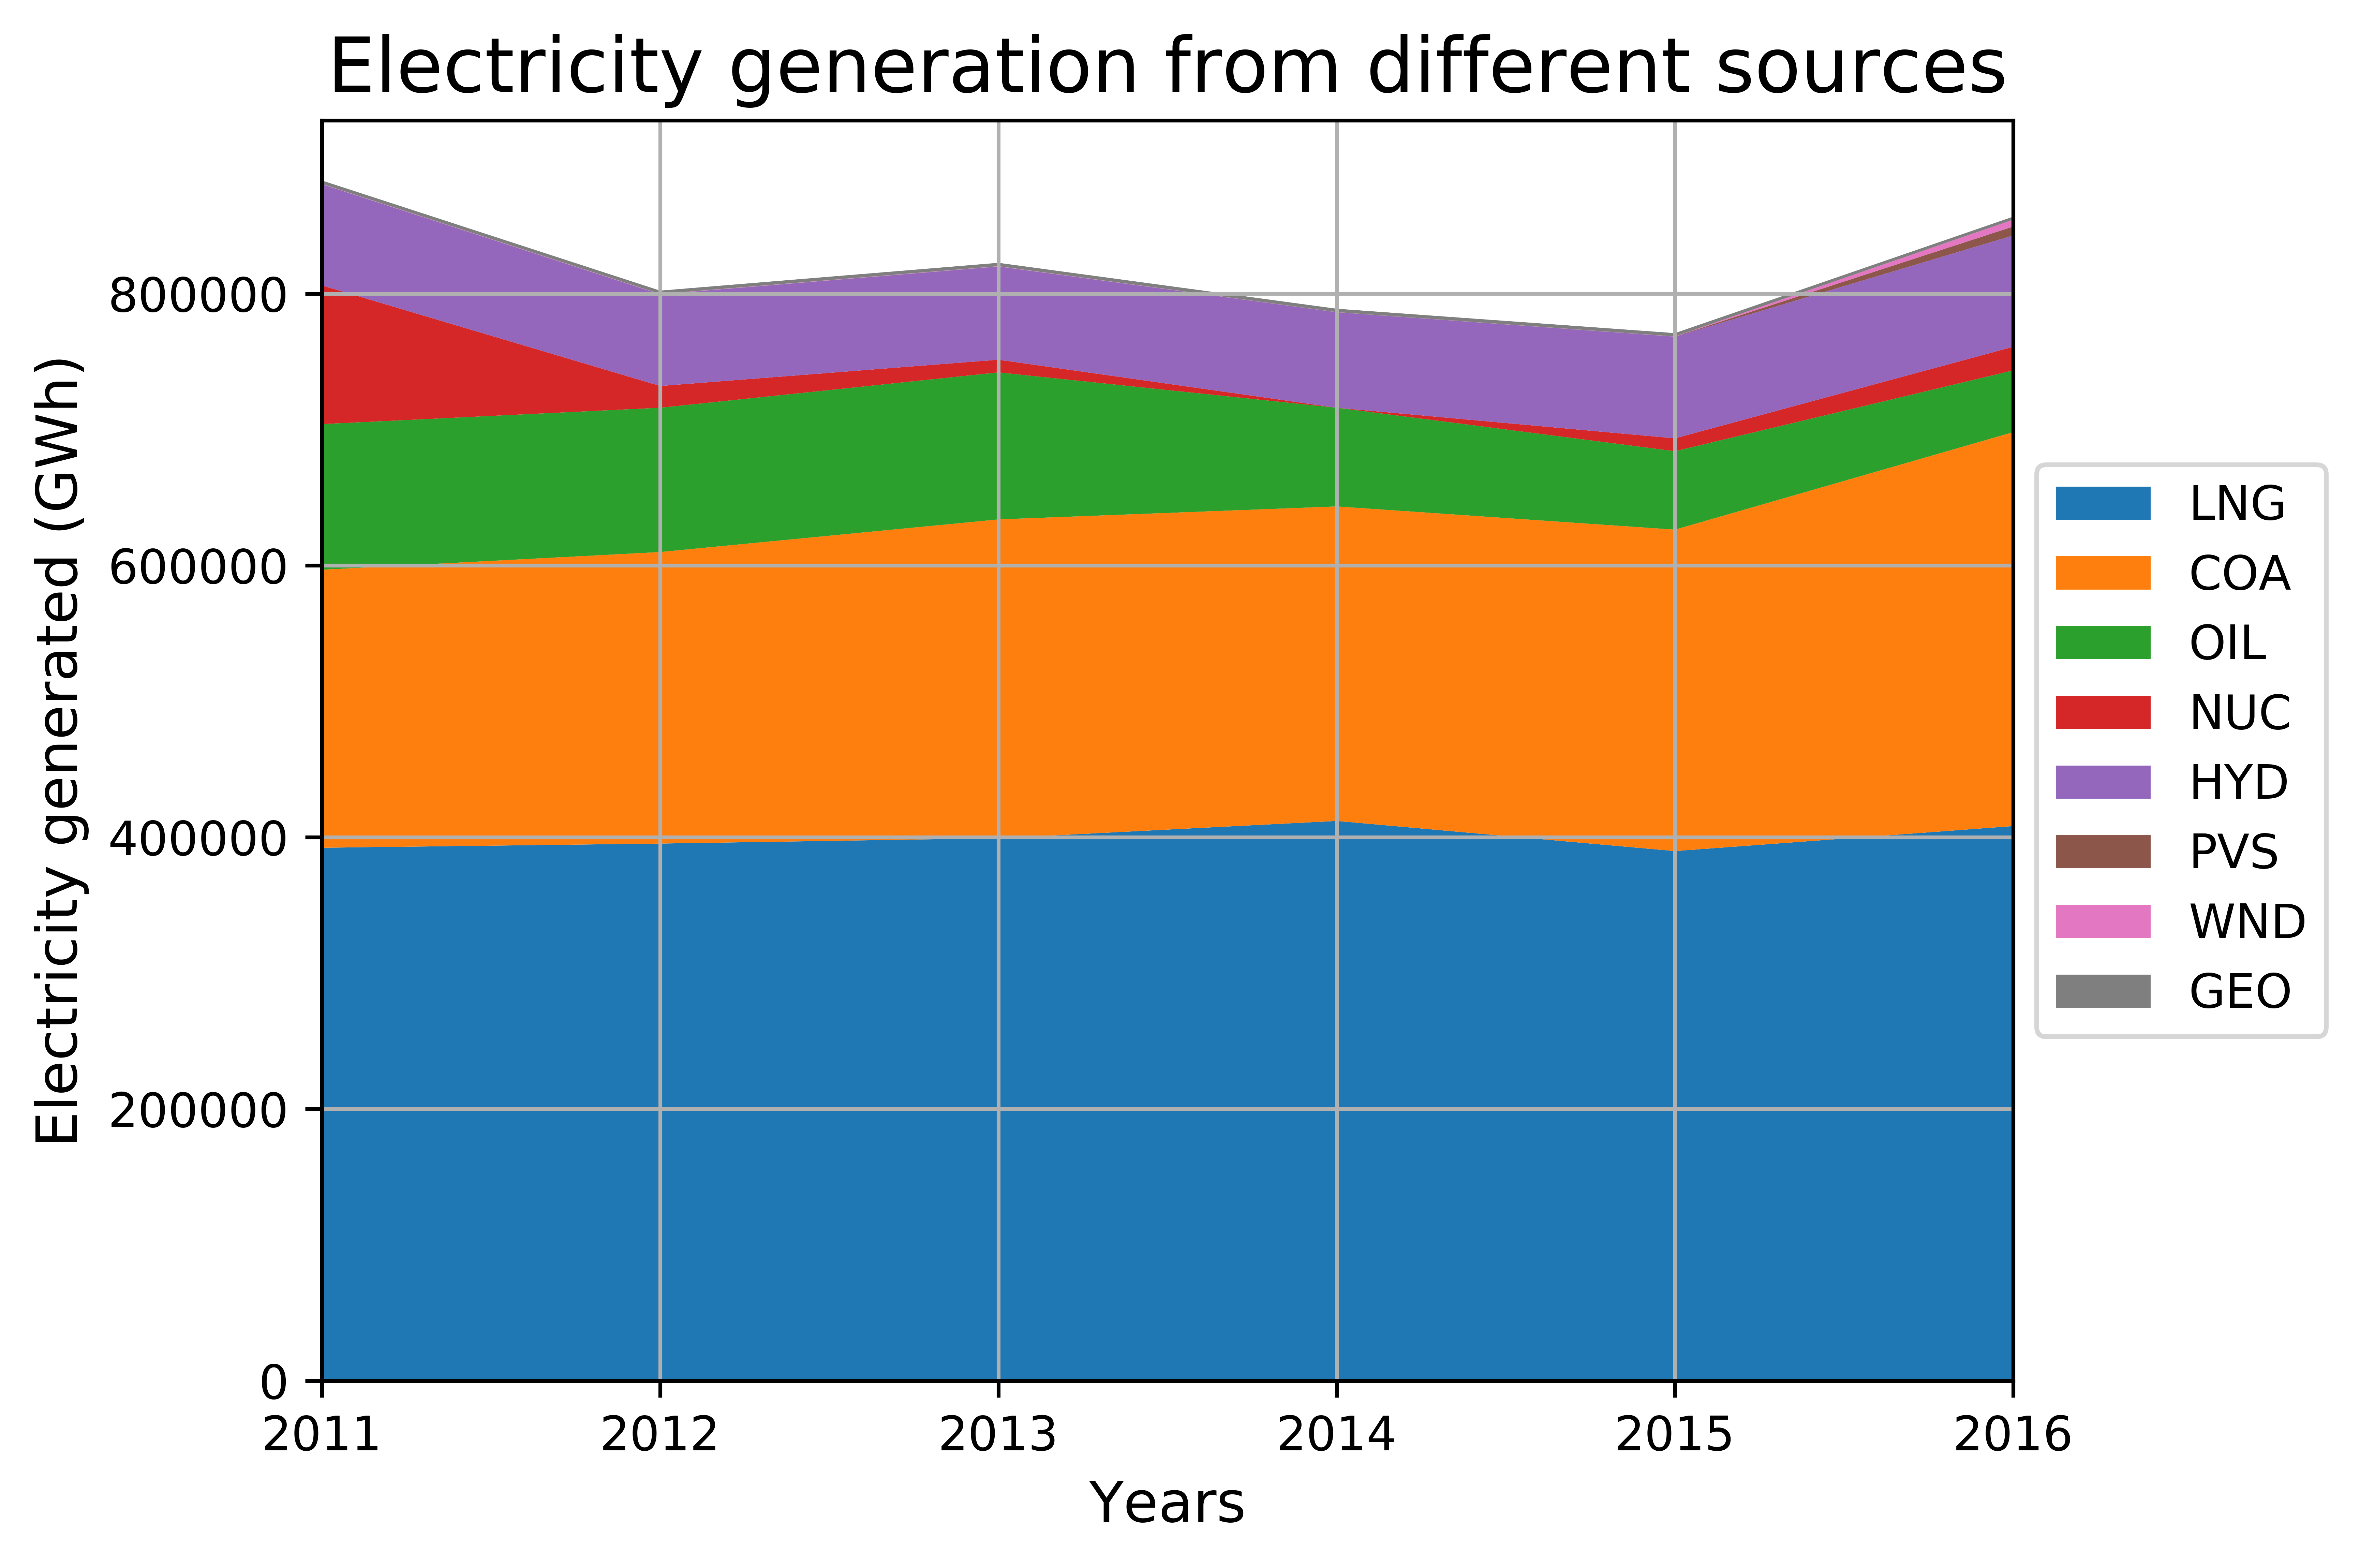 Electricity generation from different sources
Electricity generated (GWh)
800000
600000
400000
200000
0
2011 2012 2013 2014 2015 2016
Years
LNG
COA
OIL
NUC
HYD
PVS
WND
GEO